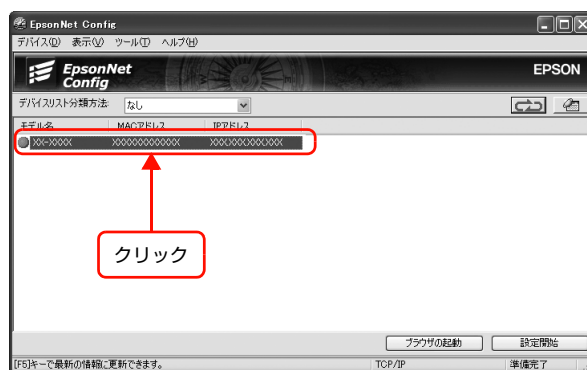 EpsonNet Config
デバイス(D) 表示(V) ツール(T) ヘルプ(H)
EpsonNet
Config
EPSON
デバイスリスト分類方法: なし
モデル名 MACアドレス IPアドレス
XX-XXXX XXXXXXXXXXXX XXX.XXX.XXX.XXX
クリック
ブラウザの起動 設定開始
[F5]キーで最新の情報に更新できます。 TCP/IP 準備完了